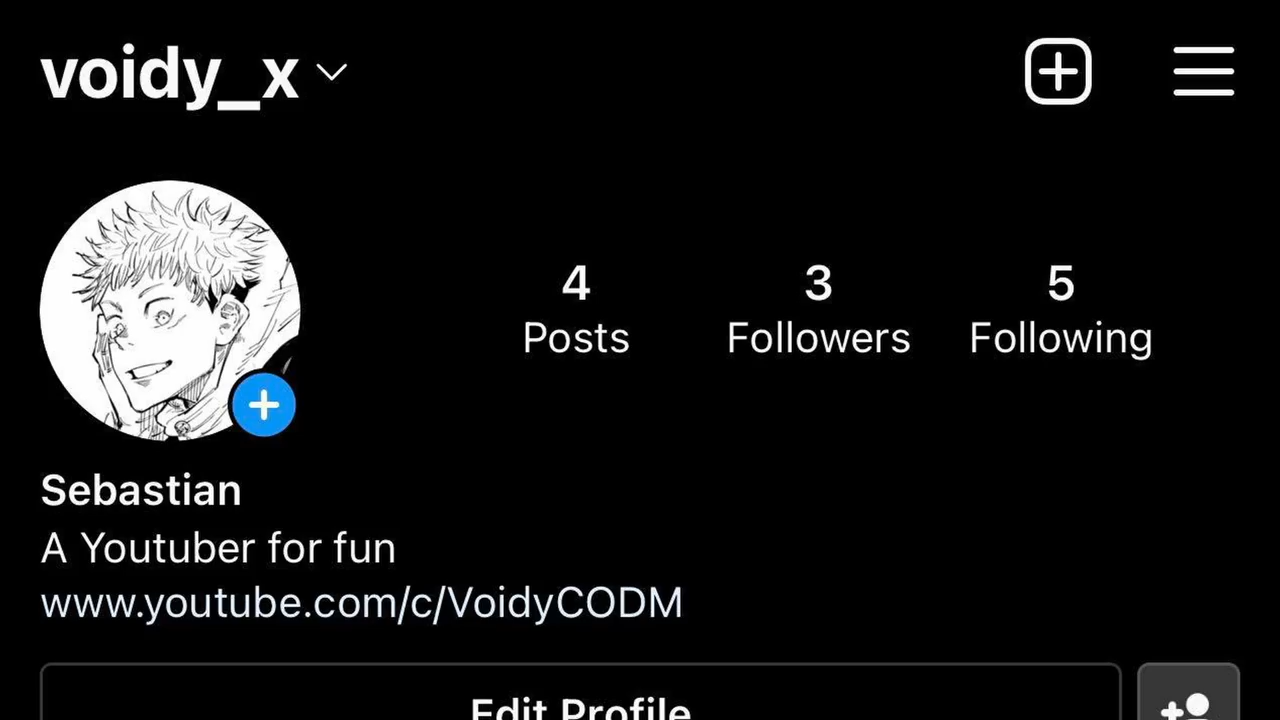 voidy_x
4 3 5
Posts Followers Following
Sebastian
A Youtuber for fun
www.youtube.com/c/VoidyCODM
Edit Profile